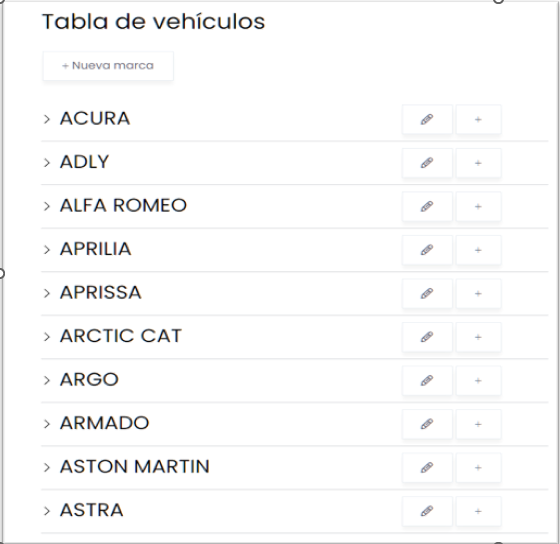 Tabla de vehículos
+ Nueva marca
> ACURA +
> ADLY +
> ALFA ROMEO +
> APRILIA +
> APRISSA +
> ARCTIC CAT +
> ARGO +
> ARMADO +
> ASTON MARTIN +
> ASTRA +